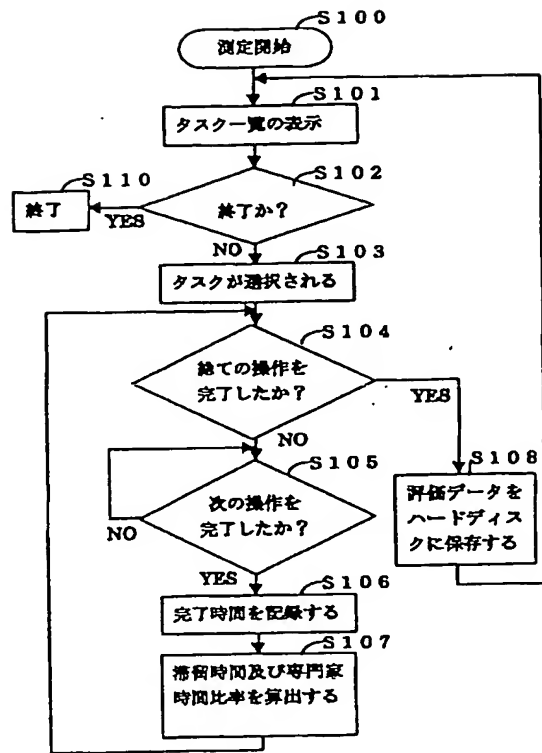 S100
測定開始
S101
タスク一覧の表示
S110
S102
終了
YES
終了か?
NO
S103
タスクが選択される
S104
総ての操作を
完了したか?
YES
NO
S105
S108
次の操作を
完了したか?
NO
評価データを
ハードディス
クに保存する
YES
S106
完了時間を記録する
S107
滞留時間及び専門家
時間比率を算出する